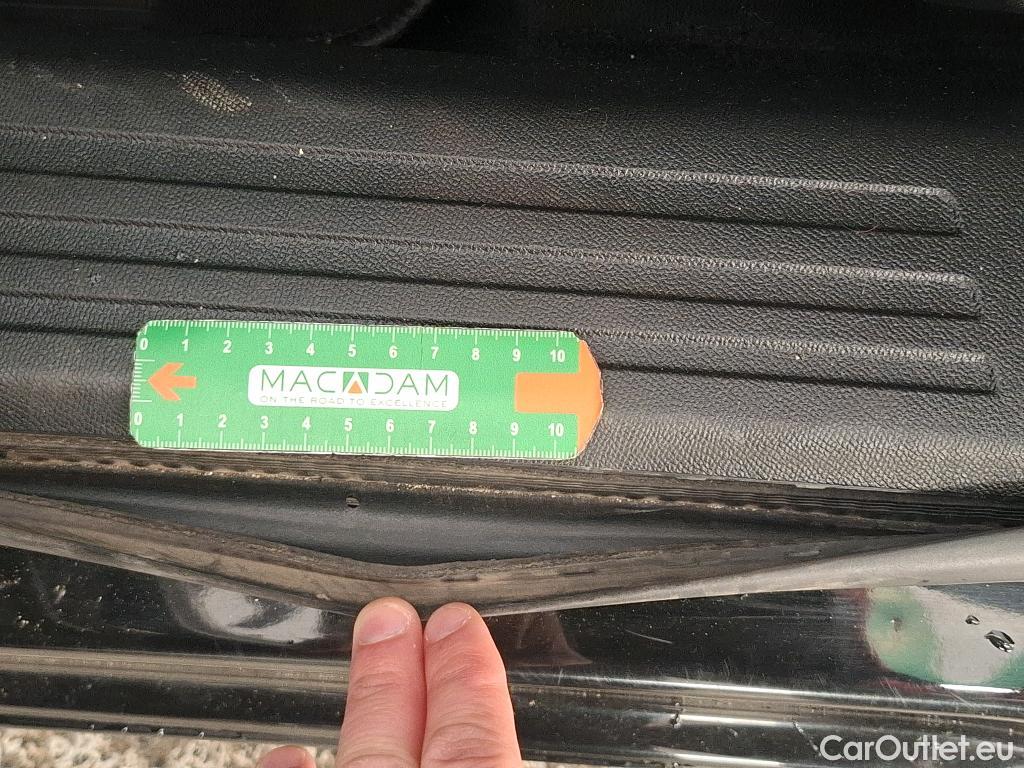 0 1 2 3 4 5 6 7 8 9 10
MACADAM
ON THE ROAD TO EXCELLENCE
0 1 2 3 4 5 6 7 8 9 10
CarOutlet.eu